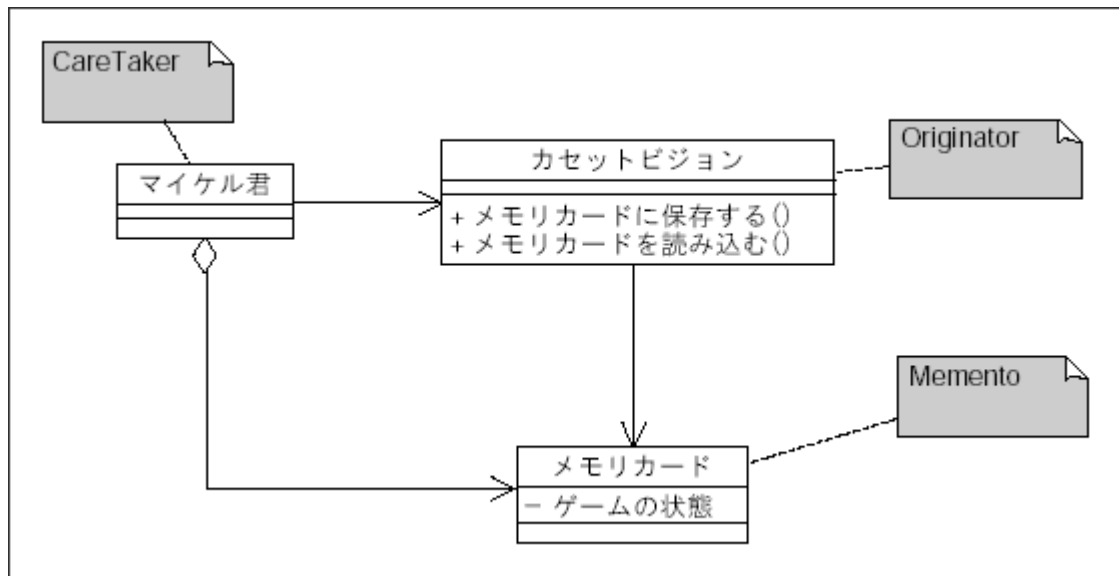 CareTaker
マイケル君
カセットビジョン
+ メモリカードに保存する()
+ メモリカードを読み込む()
Originator
Memento
メモリカード
− ゲームの状態